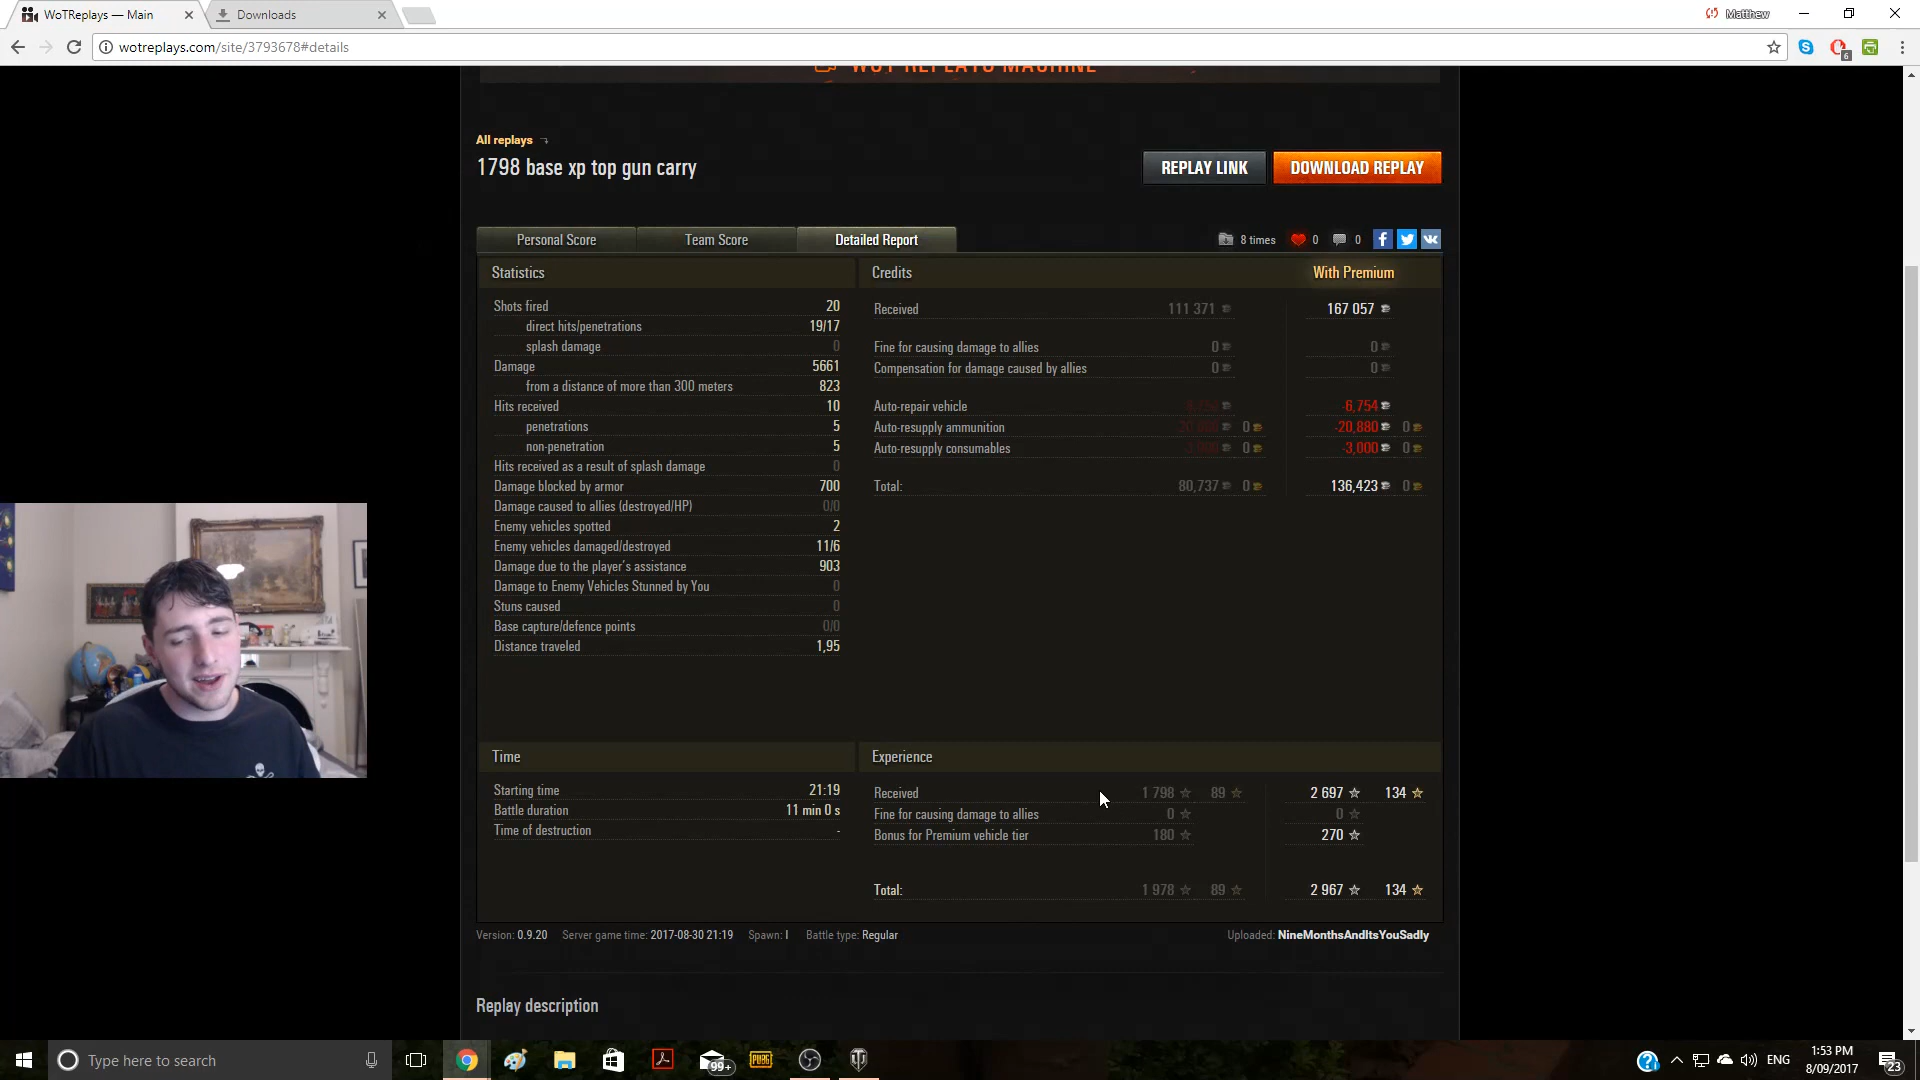 WoTReplays — Main
Downloads
Matthew
wotreplays.com/site/3793678#details
WOT REPLAYS MACHINE
All replays
1798 base xp top gun carry
REPLAY LINK
DOWNLOAD REPLAY
Personal Score
Team Score
Detailed Report
8 times
0
0
Statistics
Shots fired 20
direct hits/penetrations 19/17
splash damage 0
Damage 5661
from a distance of more than 300 meters 823
Hits received 10
penetrations 5
non-penetration 5
Hits received as a result of splash damage 0
Damage blocked by armor 700
Damage caused to allies (destroyed/HP) 0/0
Enemy vehicles spotted 2
Enemy vehicles damaged/destroyed 11/6
Damage due to the player's assistance 903
Damage to Enemy Vehicles Stunned by You 0
Stuns caused 0
Base capture/defence points 0/0
Distance traveled 1,95
Credits With Premium
Received 111 371 167 057
Fine for causing damage to allies 0 0
Compensation for damage caused by allies 0 0
Auto-repair vehicle -6,754
Auto-resupply ammunition 0 -20,880 0
Auto-resupply consumables 0 -3,000 0
Total: 80,737 0 136,423 0
Time
Starting time 21:19
Battle duration 11 min 0 s
Time of destruction -
Experience
Received 1 798 89 2 697 134
Fine for causing damage to allies 0 0
Bonus for Premium vehicle tier 180 270
Total: 1 978 89 2 967 134
Version: 0.9.20 Server game time: 2017-08-30 21:19 Spawn: I Battle type: Regular
Uploaded: NineMonthsAndItsYouSadly
Replay description
Type here to search
99+
PUBG
ENG
1:53 PM
8/09/2017
23